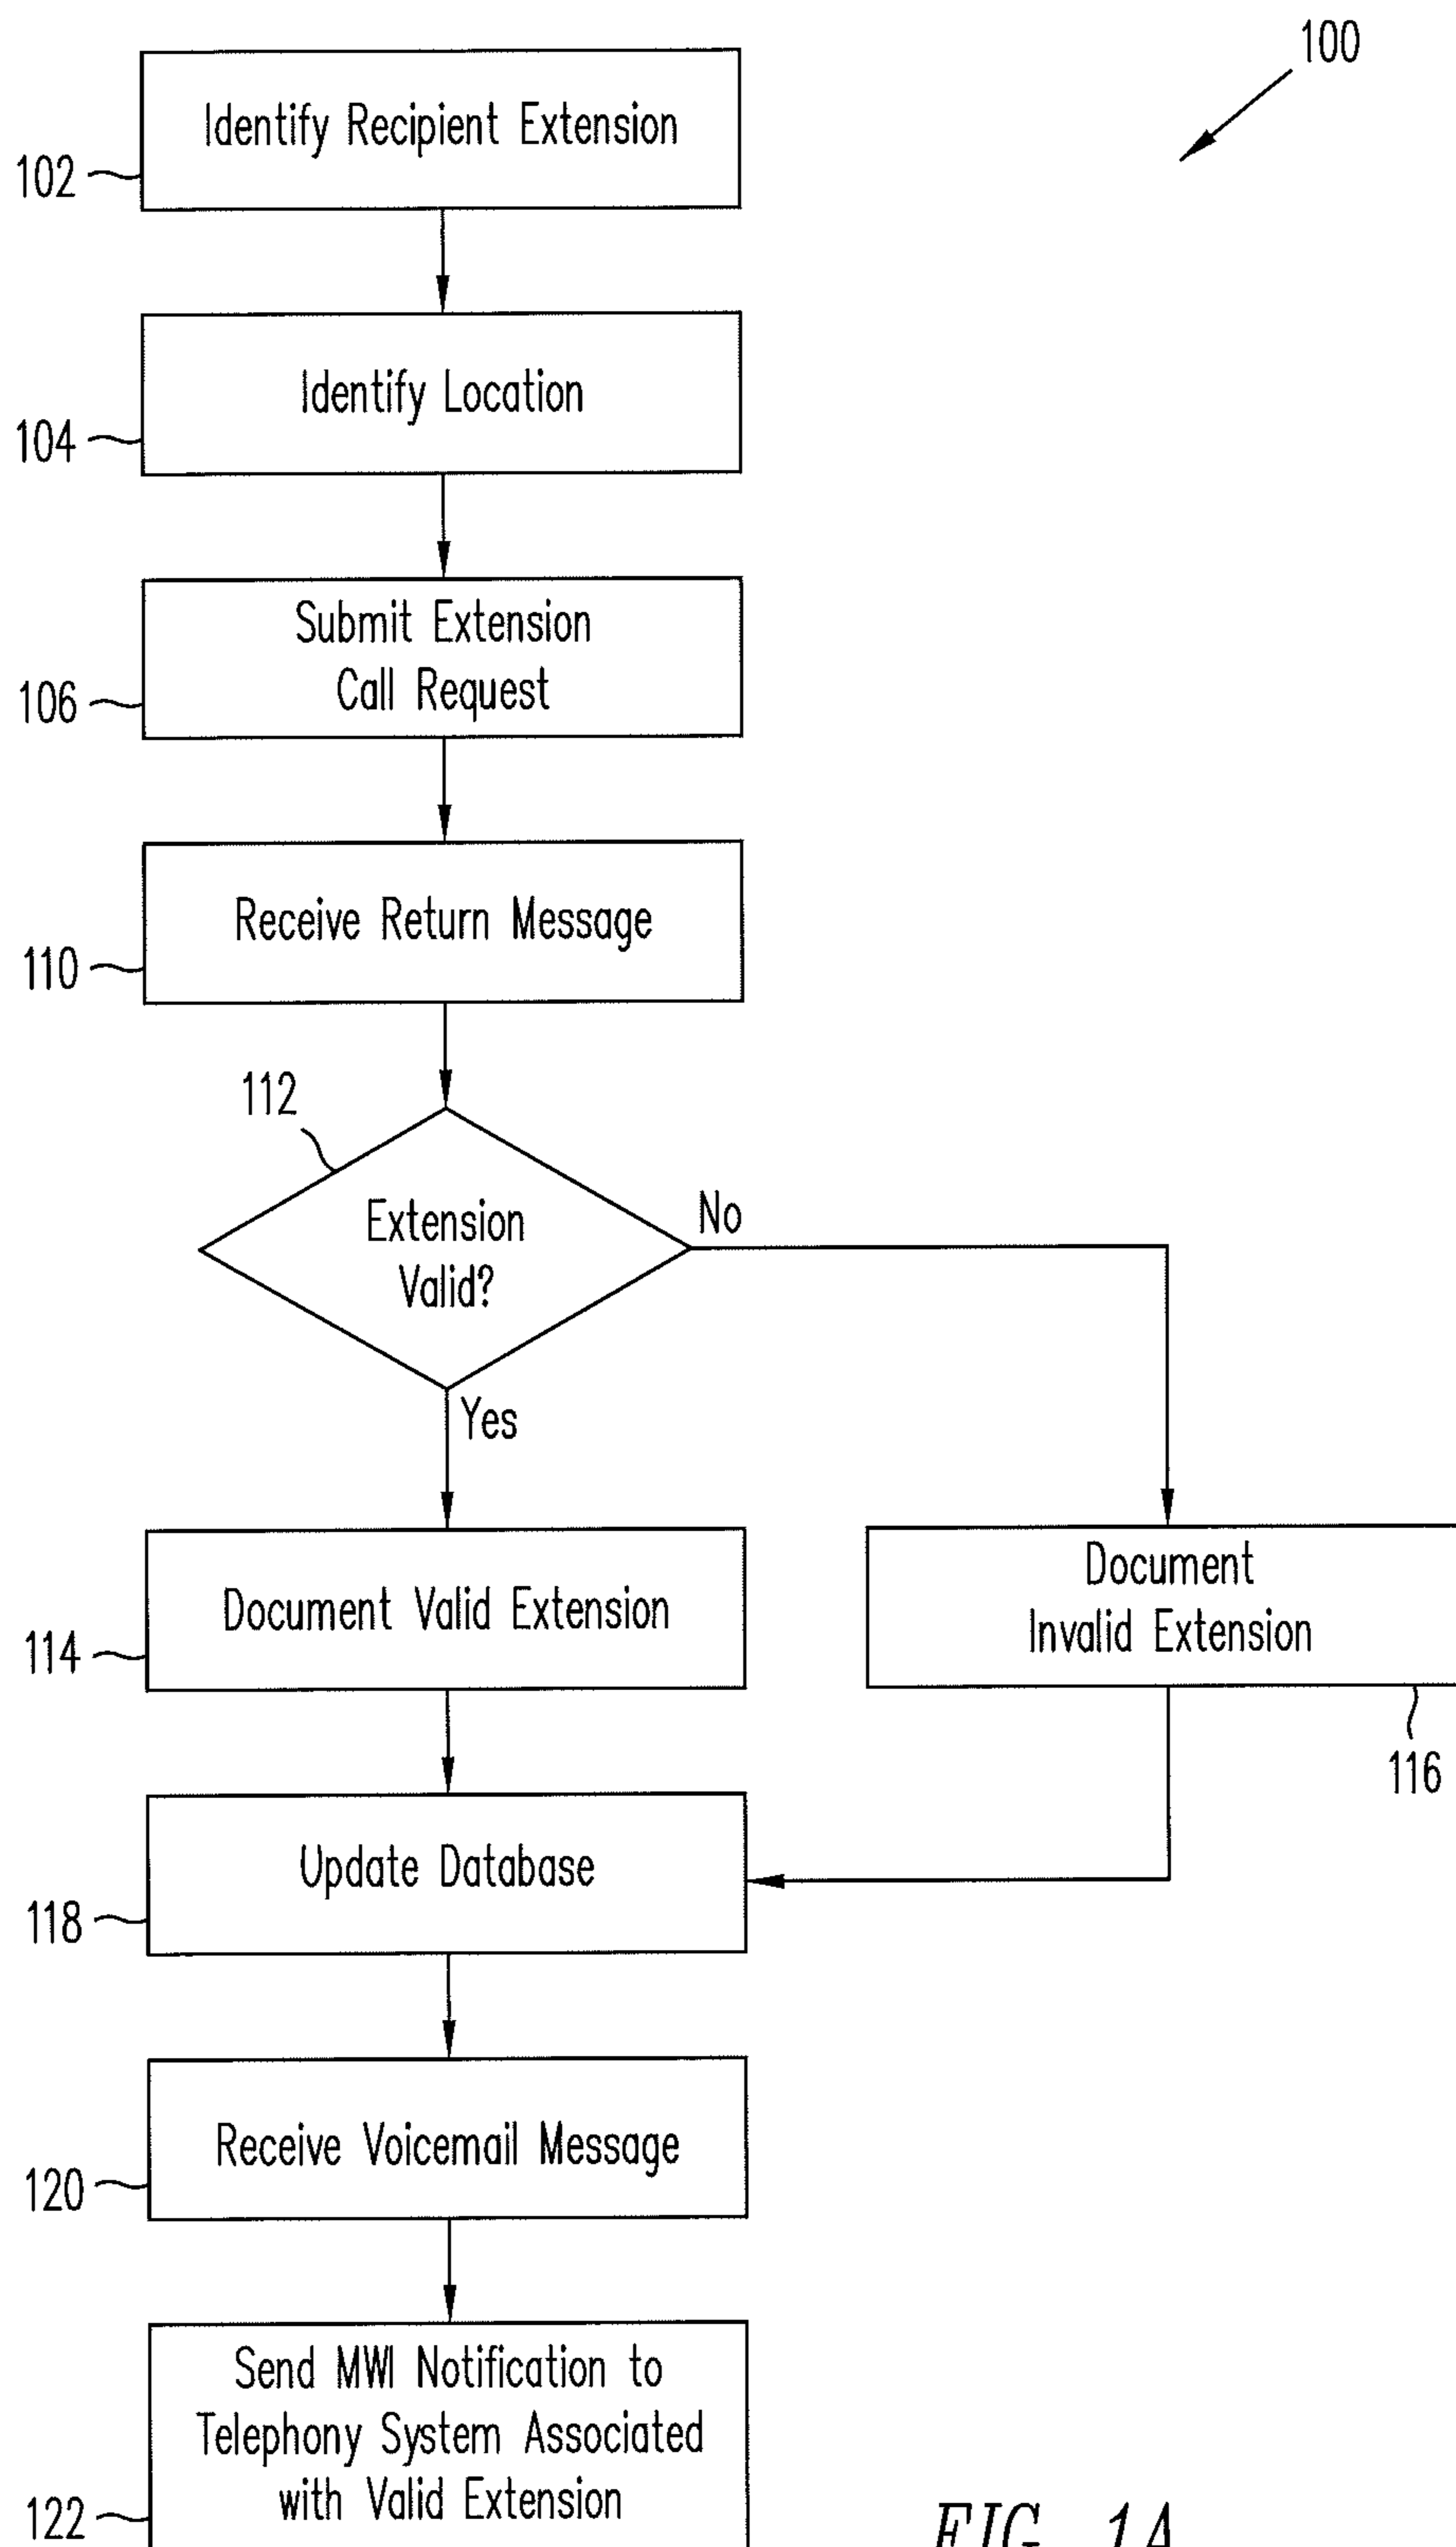 100
Identify Recipient Extension
102
Identify Location
104
Submit Extension
Call Request
106
Receive Return Message
110
112
Extension
Valid?
No
Yes
Document Valid Extension
114
Document
Invalid Extension
116
Update Database
118
Receive Voicemail Message
120
Send MWI Notification to
Telephony System Associated
with Valid Extension
122
FIG. 1A